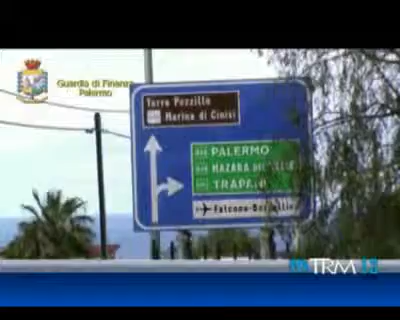 Guardia di Finanza
Palermo
Torre Pozzillo
Marina di Cinisi
PALERMO
MAZARA DEL VALLO
TRAPANI
Falcone-Borsellino
TRM